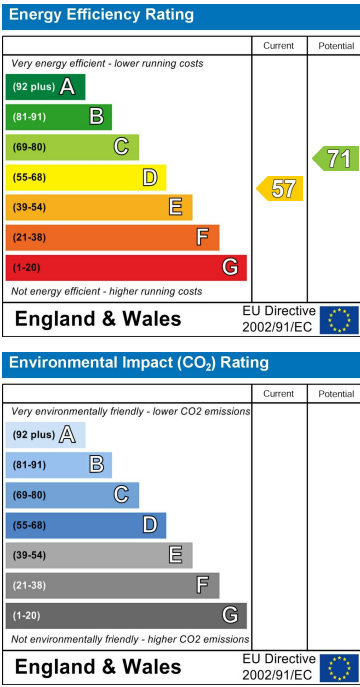 Energy Efficiency Rating
Current Potential
Very energy efficient - lower running costs
(92 plus) A
(81-91) B
(69-80) C
(55-68) D
(39-54) E
(21-38) F
(1-20) G
57
71
Not energy efficient - higher running costs
England & Wales
EU Directive
2002/91/EC
Environmental Impact (CO₂) Rating
Current Potential
Very environmentally friendly - lower CO2 emissions
(92 plus) A
(81-91) B
(69-80) C
(55-68) D
(39-54) E
(21-38) F
(1-20) G
Not environmentally friendly - higher CO2 emissions
England & Wales
EU Directive
2002/91/EC